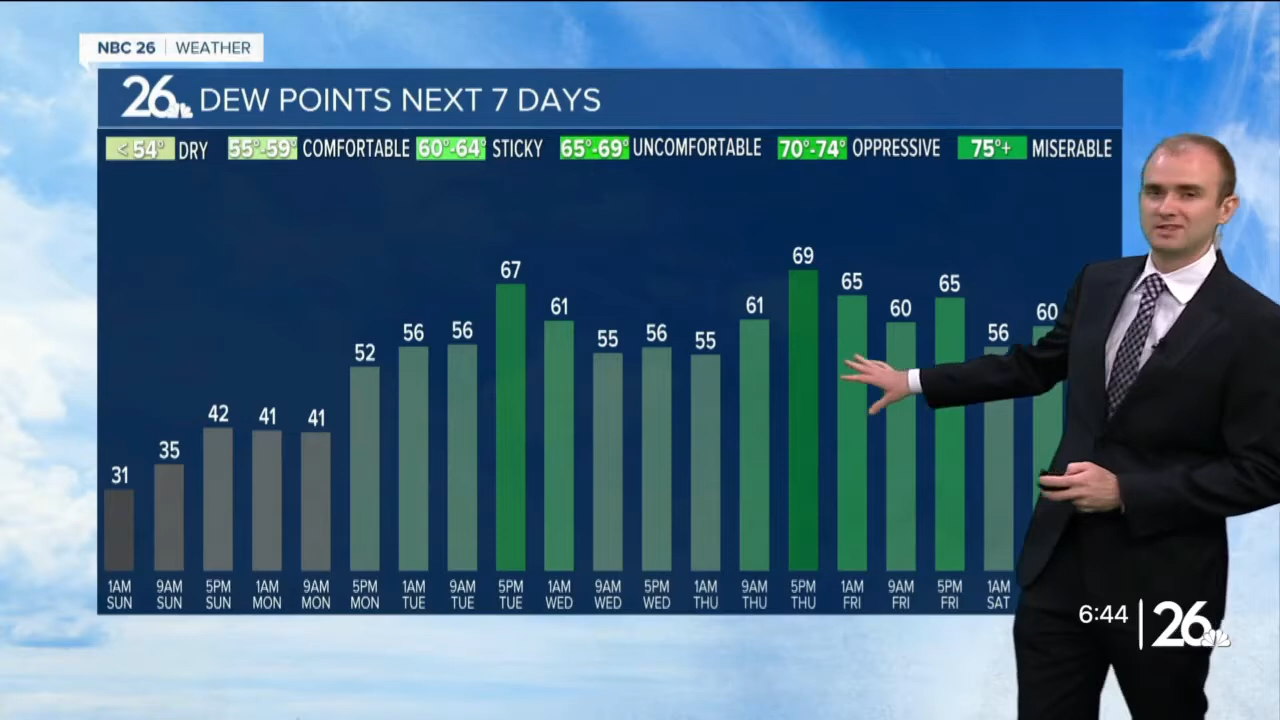 NBC 26 | WEATHER
26 DEW POINTS NEXT 7 DAYS
<54° DRY 55°-59° COMFORTABLE 60°-64° STICKY 65°-69° UNCOMFORTABLE 70°-74° OPPRESSIVE 75°+ MISERABLE
31 35 42 41 41 52 56 56 67 61 55 56 55 61 69 65 60 65 56 60
1AM 9AM 5PM 1AM 9AM 5PM 1AM 9AM 5PM 1AM 9AM 5PM 1AM 9AM 5PM 1AM 9AM 5PM 1AM
SUN SUN SUN MON MON MON TUE TUE TUE WED WED WED THU THU THU FRI FRI FRI SAT
6:44 | 26